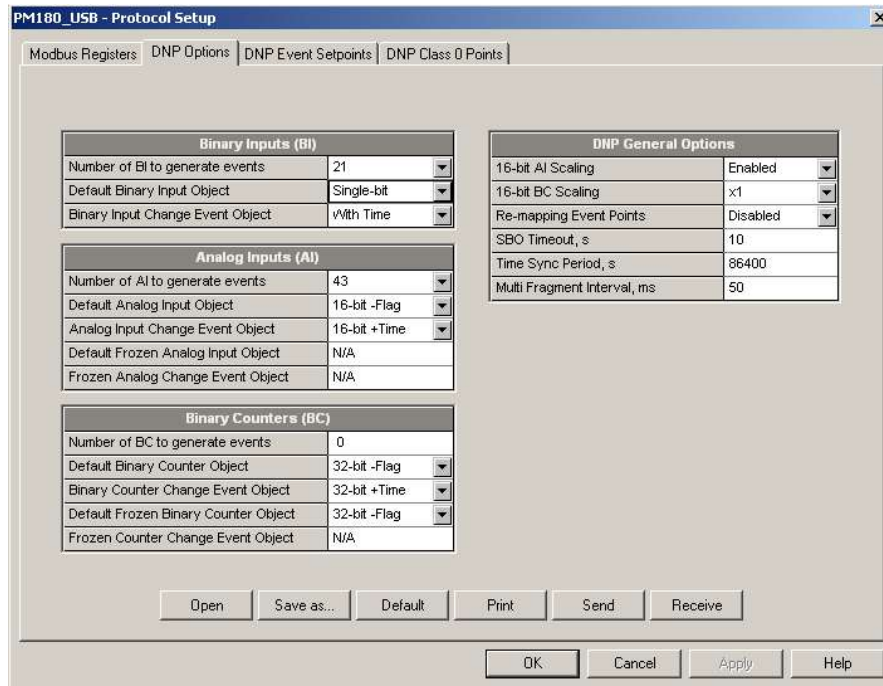 PM180_USB - Protocol Setup
Modbus Registers DNP Options DNP Event Setpoints DNP Class 0 Points
Binary Inputs (BI)
Number of BI to generate events 21
Default Binary Input Object Single-bit
Binary Input Change Event Object With Time
Analog Inputs (AI)
Number of AI to generate events 43
Default Analog Input Object 16-bit -Flag
Analog Input Change Event Object 16-bit +Time
Default Frozen Analog Input Object N/A
Frozen Analog Change Event Object N/A
Binary Counters (BC)
Number of BC to generate events 0
Default Binary Counter Object 32-bit -Flag
Binary Counter Change Event Object 32-bit +Time
Default Frozen Binary Counter Object 32-bit -Flag
Frozen Counter Change Event Object N/A
DNP General Options
16-bit AI Scaling Enabled
16-bit BC Scaling x1
Re-mapping Event Points Disabled
SBO Timeout, s 10
Time Sync Period, s 86400
Multi Fragment Interval, ms 50
Open Save as... Default Print Send Receive
OK Cancel Apply Help